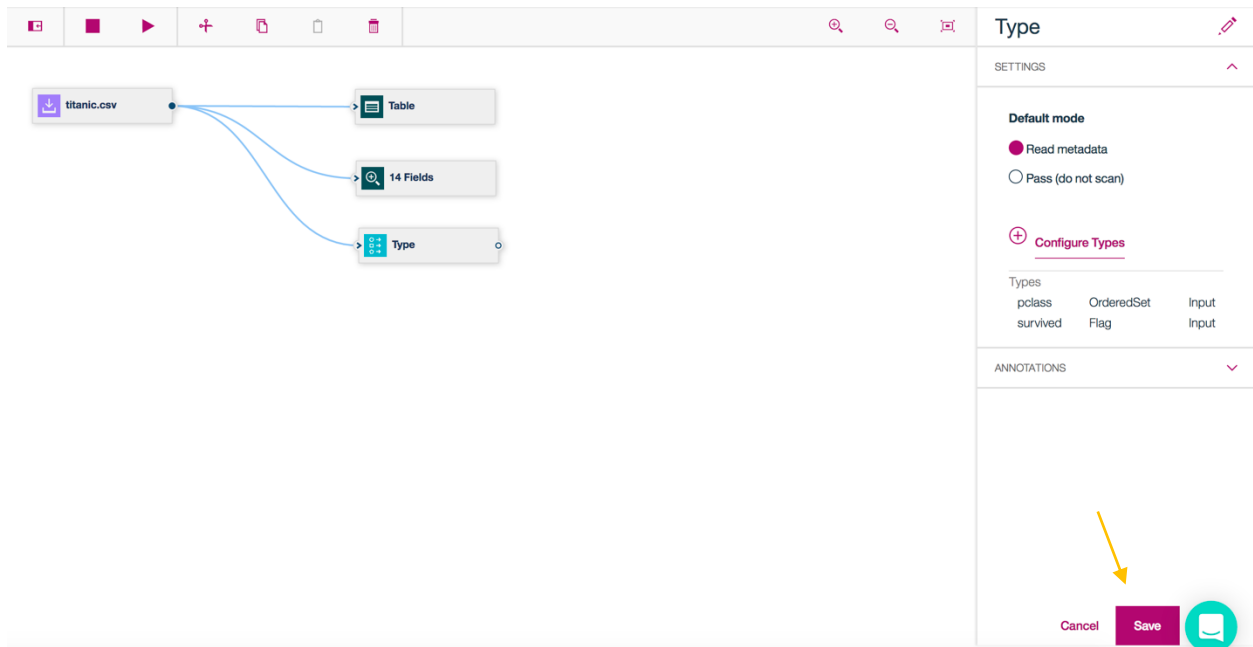 Type
SETTINGS
titanic.csv
Table
14 Fields
Type
Default mode
Read metadata
Pass (do not scan)
Configure Types
Types
pclass OrderedSet Input
survived Flag Input
ANNOTATIONS
Cancel Save